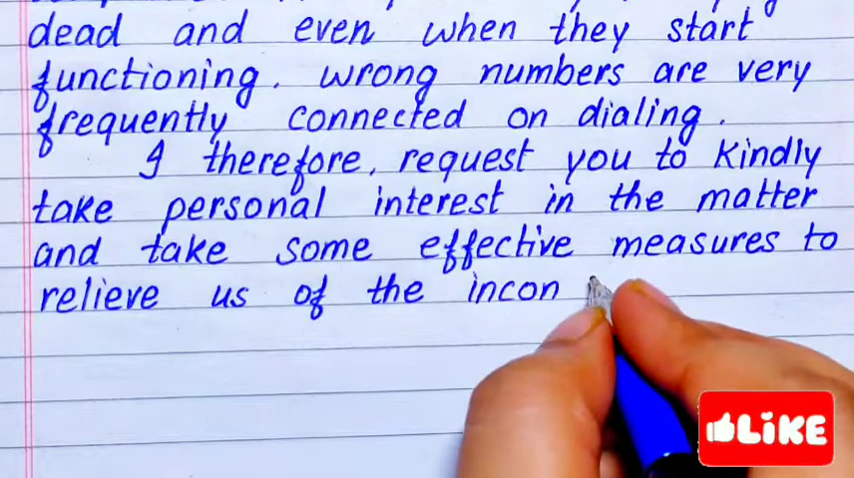 dead and even when they start
functioning. wrong numbers are very
frequently connected on dialing.
I therefore, request you to kindly
take personal interest in the matter
and take some effective measures to
relieve us of the incon
LIKE